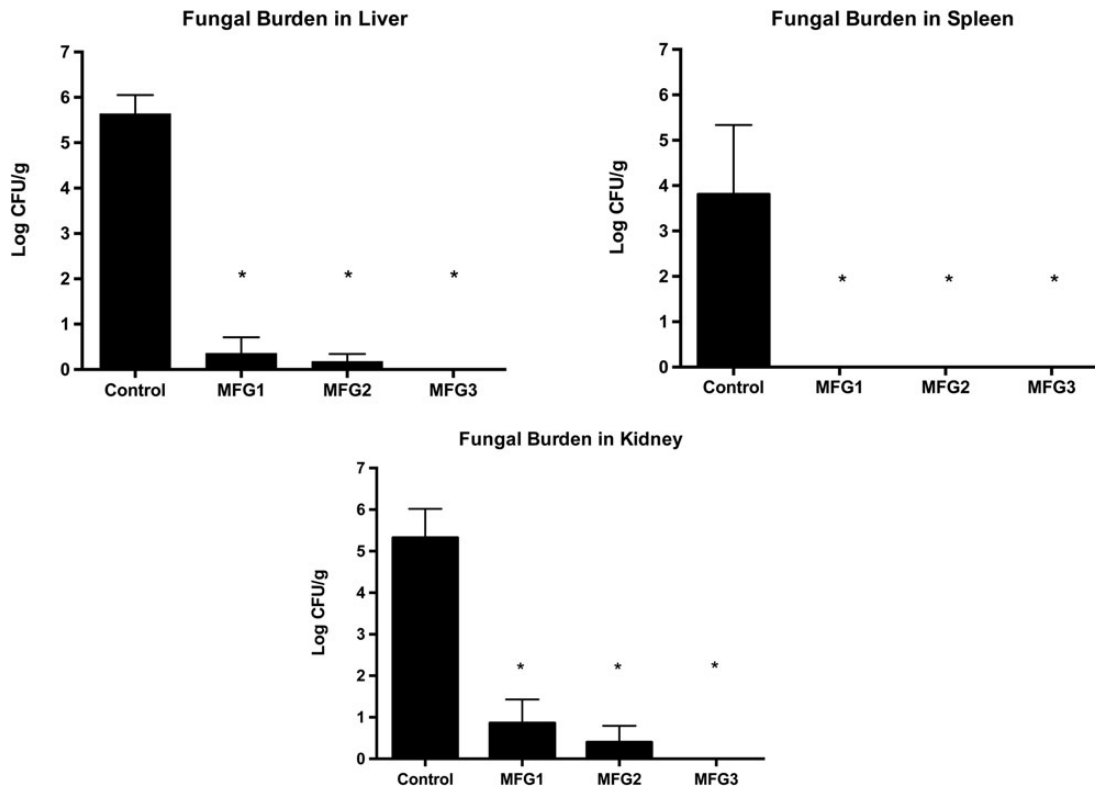 Fungal Burden in Liver
Log CFU/g
7
6
5
4
3
2
1
0
* * *
Control MFG1 MFG2 MFG3
Fungal Burden in Spleen
Log CFU/g
7
6
5
4
3
2
1
0
* * *
Control MFG1 MFG2 MFG3
Fungal Burden in Kidney
Log CFU/g
7
6
5
4
3
2
1
0
* * *
Control MFG1 MFG2 MFG3